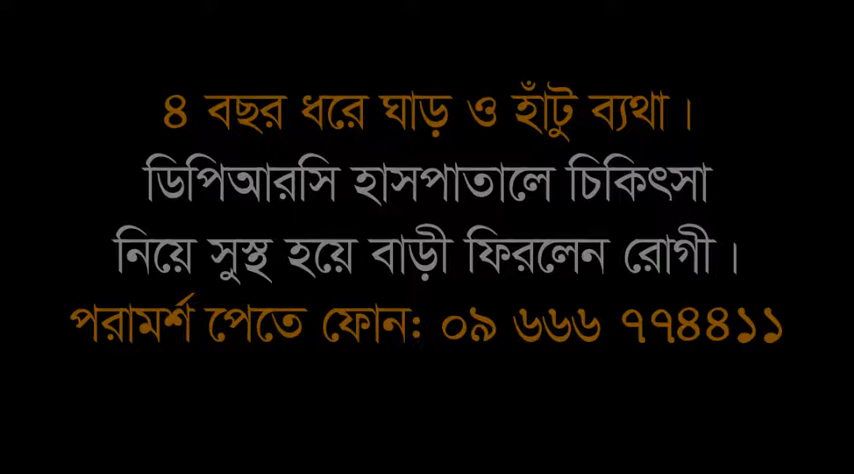 ৪ বছর ধরে ঘাড় ও হাঁটু ব্যথা।
ডিপিআরসি হাসপাতালে চিকিৎসা
নিয়ে সুস্থ হয়ে বাড়ী ফিরলেন রোগী।
পরামর্শ পেতে ফোন: ০৯ ৬৬৬ ৭৭৪৪১১